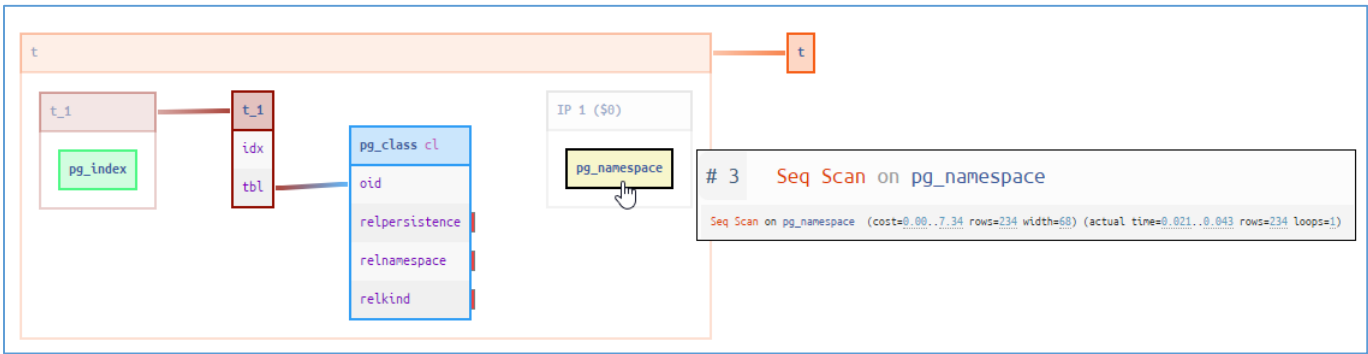 t
t
t_1
t_1
IP 1 ($0)
idx
pg_class cl
pg_index
pg_namespace
# 3 Seq Scan on pg_namespace
tbl
oid
Seq Scan on pg_namespace (cost=0.00..7.34 rows=234 width=68) (actual time=0.021..0.043 rows=234 loops=1)
relpersistence
relnamespace
relkind